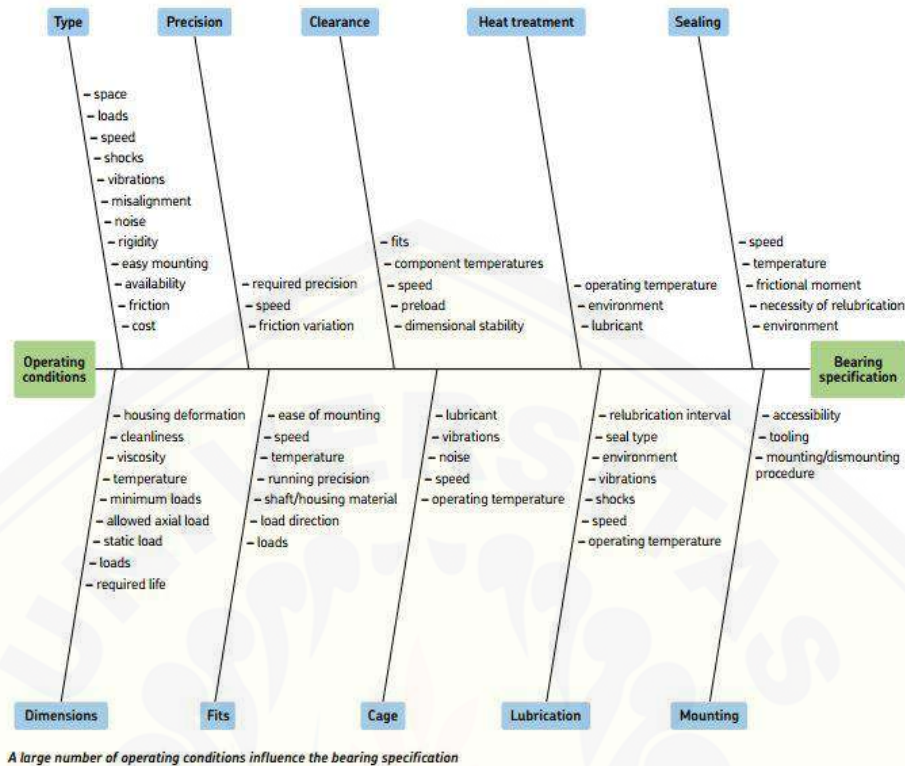 Type
Precision
Clearance
Heat treatment
Sealing
– space
– loads
– speed
– shocks
– vibrations
– misalignment
– noise
– rigidity
– easy mounting
– availability
– friction
– cost
– required precision
– speed
– friction variation
– fits
– component temperatures
– speed
– preload
– dimensional stability
– operating temperature
– environment
– lubricant
– speed
– temperature
– frictional moment
– necessity of relubrication
– environment
Operating
conditions
Bearing
specification
– housing deformation
– cleanliness
– viscosity
– temperature
– minimum loads
– allowed axial load
– static load
– loads
– required life
– ease of mounting
– speed
– temperature
– running precision
– shaft/housing material
– load direction
– loads
– lubricant
– vibrations
– noise
– speed
– operating temperature
– relubrication interval
– seal type
– environment
– vibrations
– shocks
– speed
– operating temperature
– accessibility
– tooling
– mounting/dismounting
procedure
Dimensions
Fits
Cage
Lubrication
Mounting
A large number of operating conditions influence the bearing specification
UNIVERSITAS